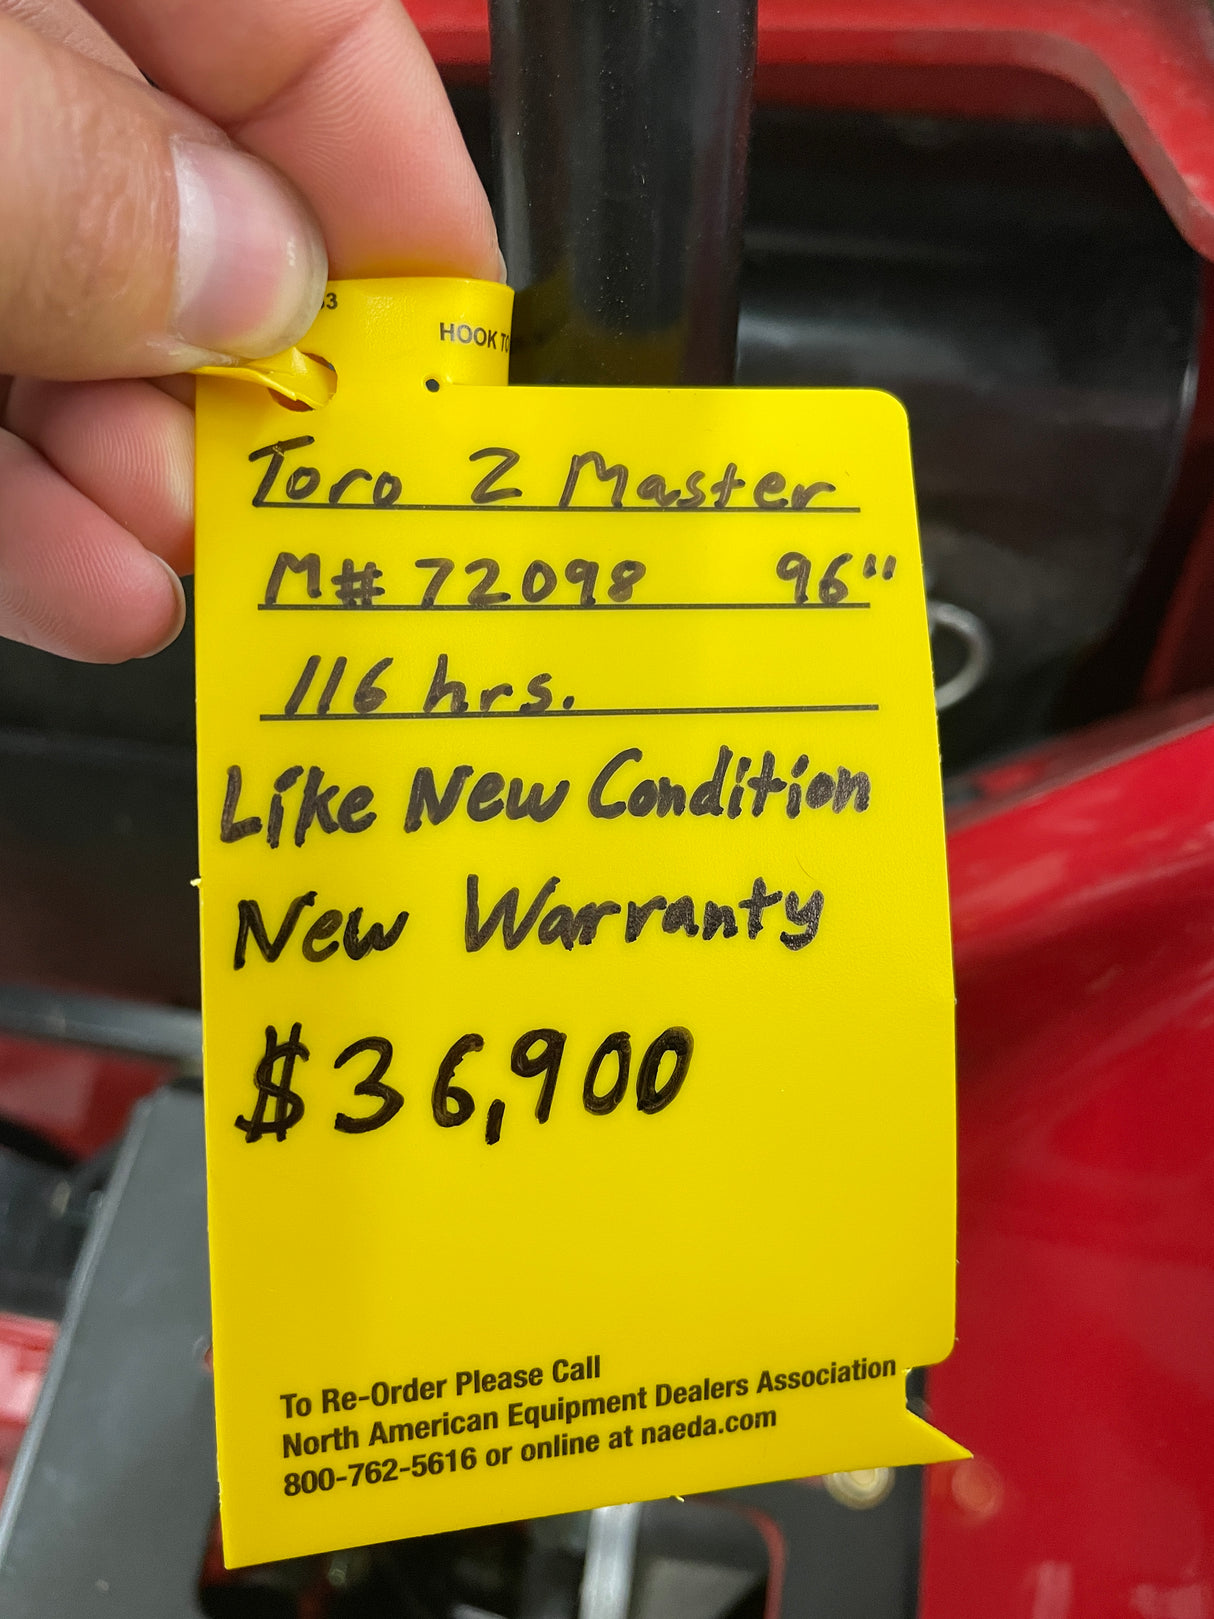 HOOK
Toro Z Master
M# 72098 96"
116 hrs.
Like New Condition
New Warranty
$36,900
To Re-Order Please Call
North American Equipment Dealers Association
800-762-5616 or online at naeda.com